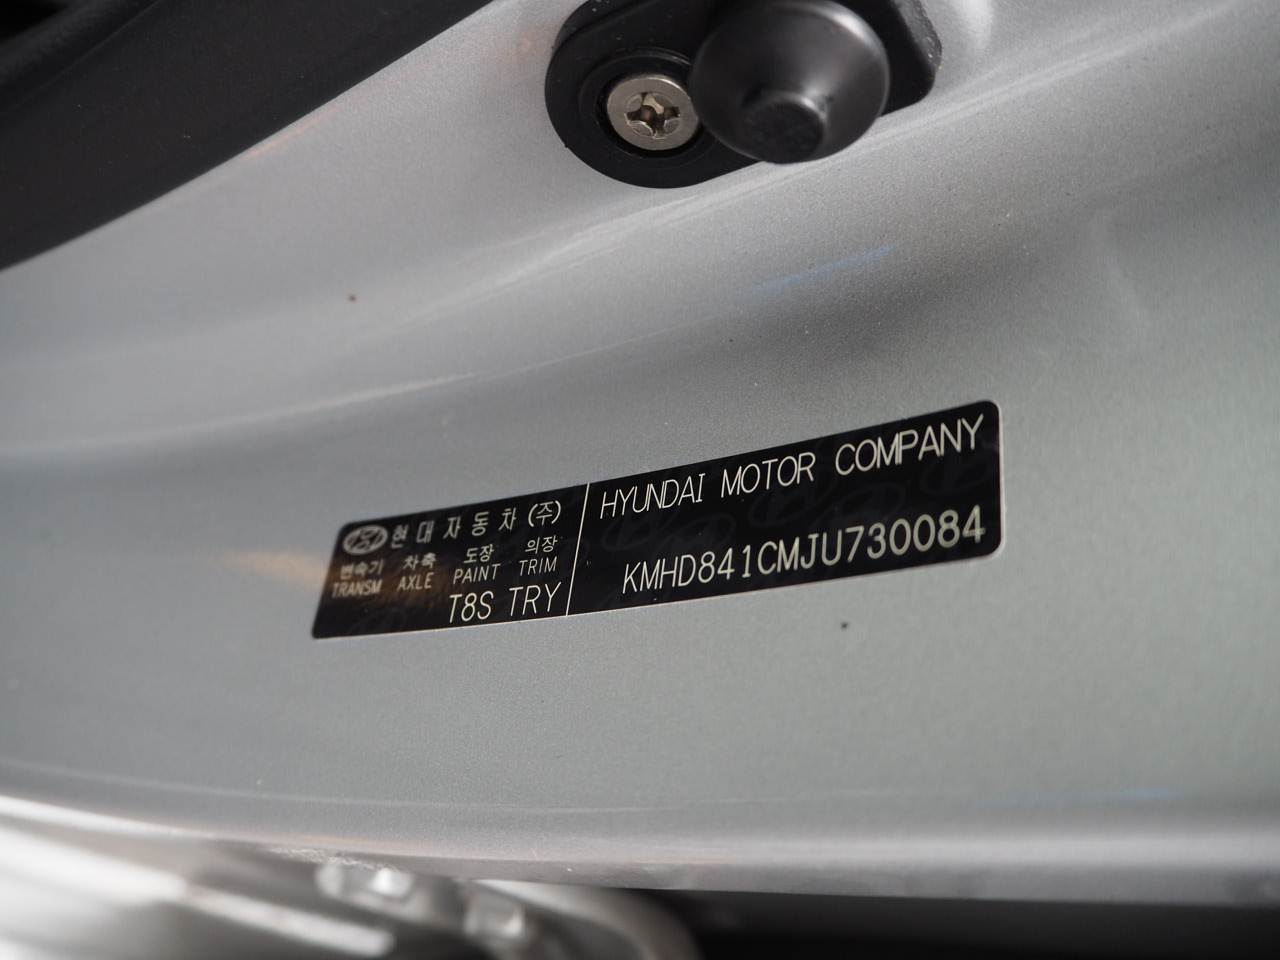 현대자동차(주)
변속기 차축 도장 의장
TRANSM AXLE PAINT TRIM
T8S TRY
HYUNDAI MOTOR COMPANY
KMHD841CMJU730084